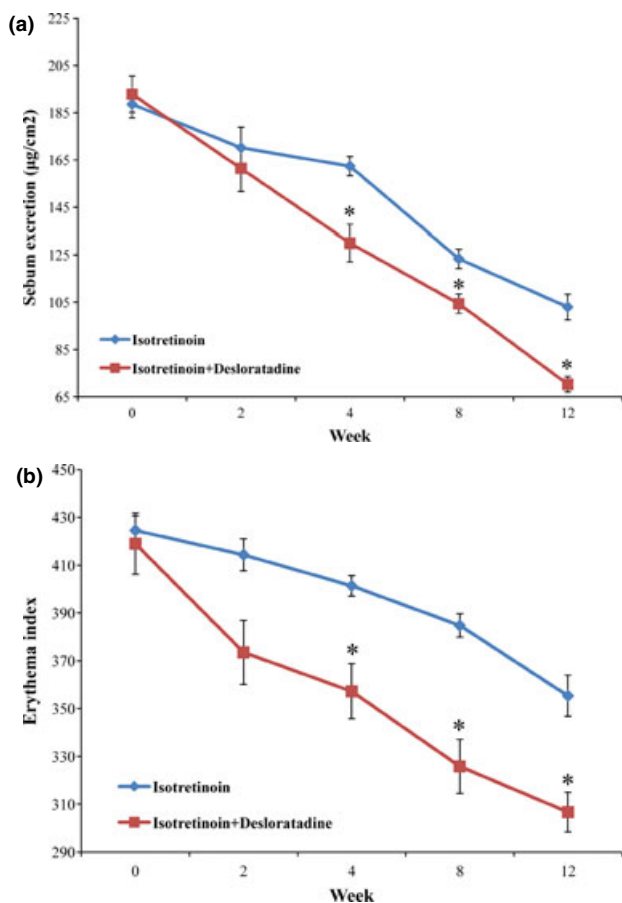 (a)
225
205
185
165
145
125
105
85
65
Sebum excretion (µg/cm2)
*
*
*
Isotretinoin
Isotretinoin+Desloratadine
0 2 4 8 12
Week
(b)
450
430
410
390
370
350
330
310
290
Erythema index
*
*
*
Isotretinoin
Isotretinoin+Desloratadine
0 2 4 8 12
Week